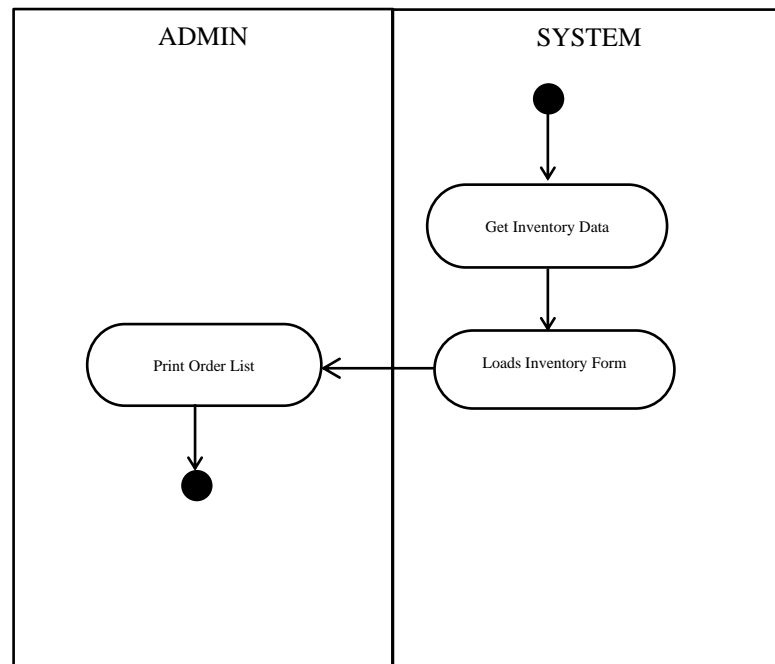 ADMIN
SYSTEM
Get Inventory Data
Loads Inventory Form
Print Order List